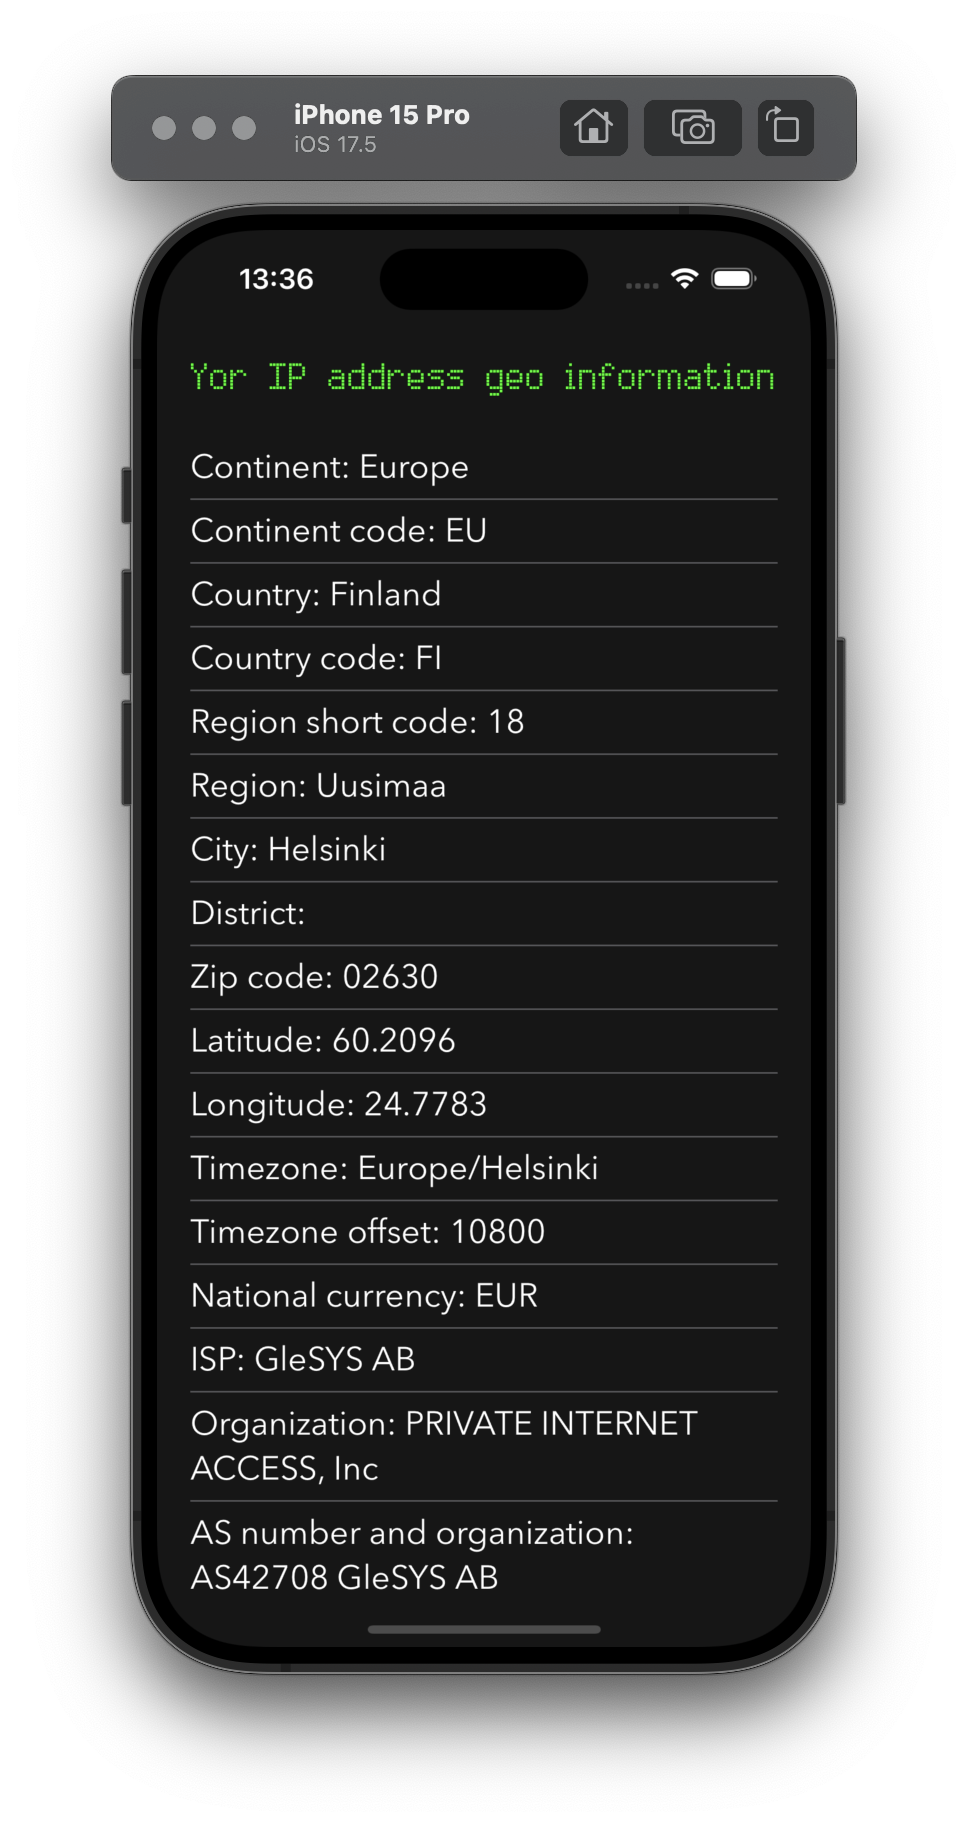 iPhone 15 Pro
iOS 17.5
13:36
Yor IP address geo information
Continent: Europe
Continent code: EU
Country: Finland
Country code: FI
Region short code: 18
Region: Uusimaa
City: Helsinki
District:
Zip code: 02630
Latitude: 60.2096
Longitude: 24.7783
Timezone: Europe/Helsinki
Timezone offset: 10800
National currency: EUR
ISP: GleSYS AB
Organization: PRIVATE INTERNET
ACCESS, Inc
AS number and organization:
AS42708 GleSYS AB